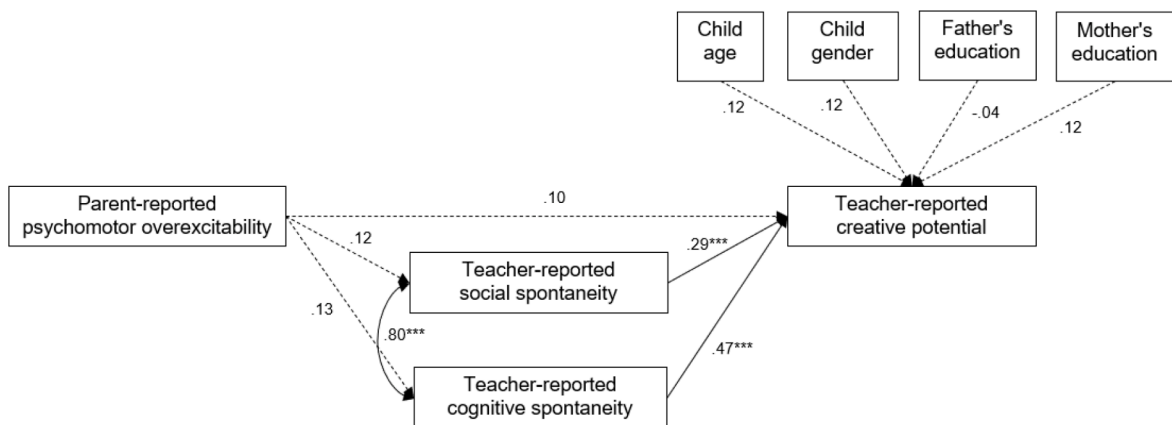 Child
age
Child
gender
Father's
education
Mother's
education
.12
.12
-.04
.12
Parent-reported
psychomotor overexcitability
.10
Teacher-reported
creative potential
.12
.29***
Teacher-reported
social spontaneity
.13
.80***
.47***
Teacher-reported
cognitive spontaneity